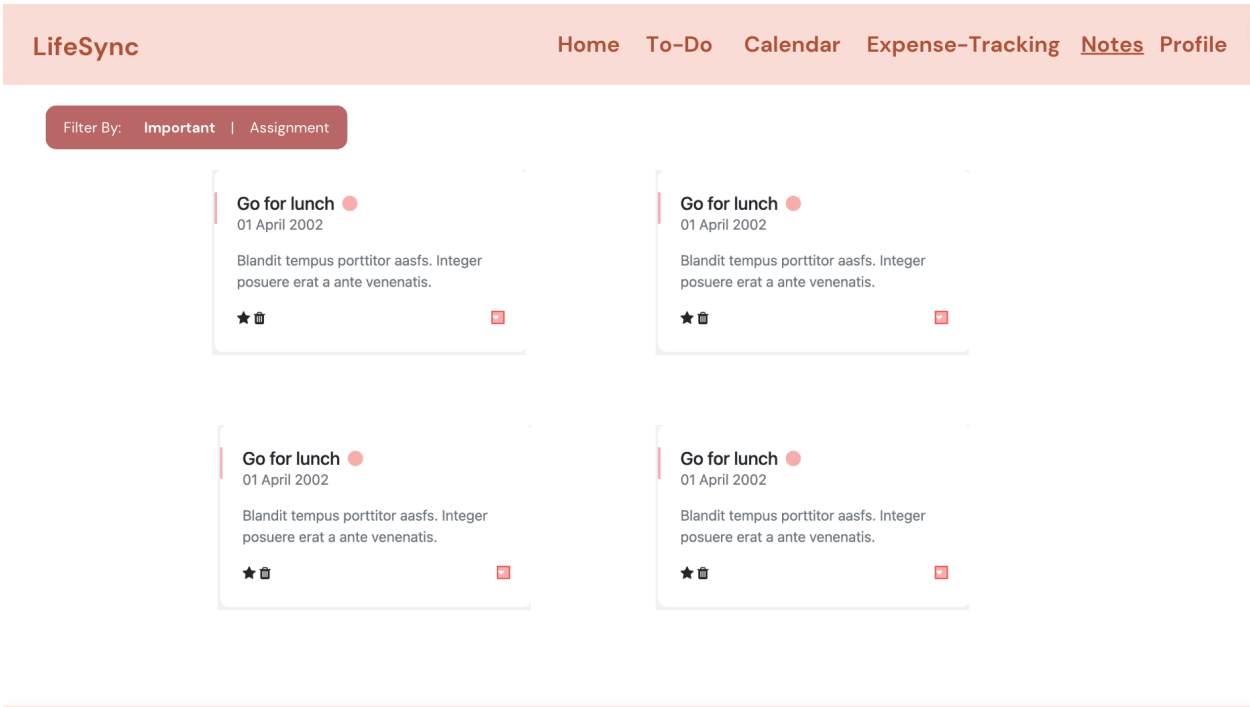 LifeSync
Home To-Do Calendar Expense-Tracking Notes Profile
Filter By: Important | Assignment
Go for lunch
01 April 2002
Blandit tempus porttitor aasfs. Integer
posuere erat a ante venenatis.
Go for lunch
01 April 2002
Blandit tempus porttitor aasfs. Integer
posuere erat a ante venenatis.
Go for lunch
01 April 2002
Blandit tempus porttitor aasfs. Integer
posuere erat a ante venenatis.
Go for lunch
01 April 2002
Blandit tempus porttitor aasfs. Integer
posuere erat a ante venenatis.